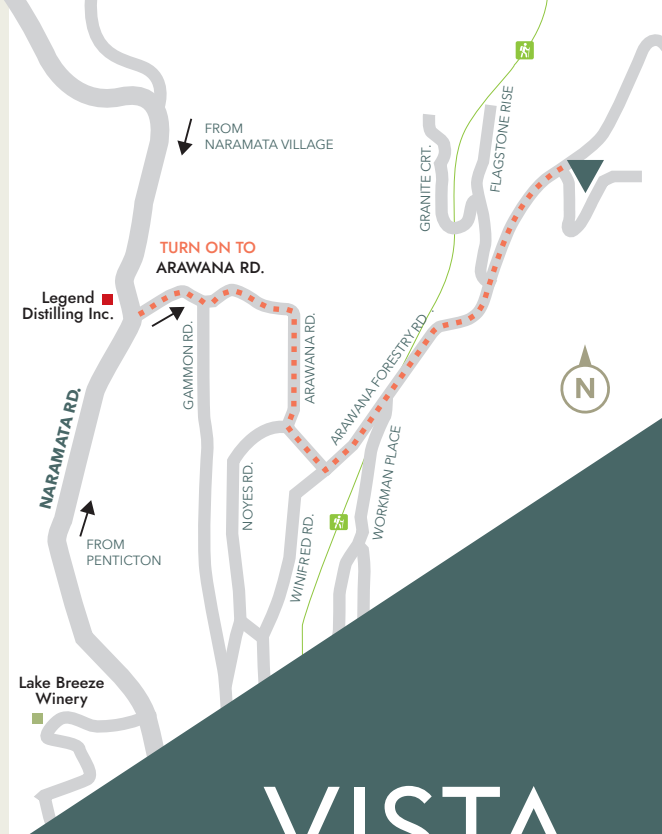 FROM
NARAMATA VILLAGE
FLAGSTONE RISE
GRANITE CRT.
TURN ON TO
ARAWANA RD.
Legend
Distilling Inc.
GAMMON RD.
ARAWANA RD.
ARAWANA FORESTRY RD.
N
NARAMATA RD.
NOYES RD.
WORKMAN PLACE
WINIFRED RD.
FROM
PENTICTON
Lake Breeze
Winery
VISTA